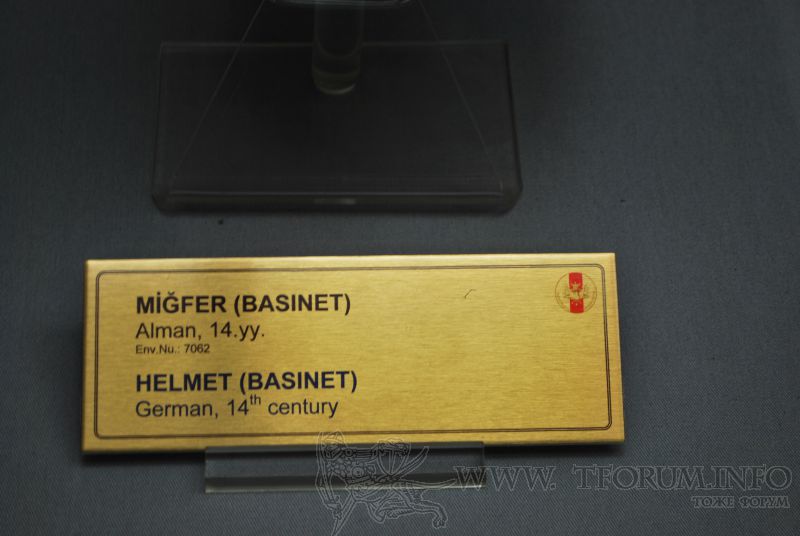 MİĞFER (BASINET)
Alman, 14.yy.
Env.Nu.: 7062
HELMET (BASINET)
German, 14th century
WWW. TFORUM.INFO
ТОЖЕ ФОРУМ